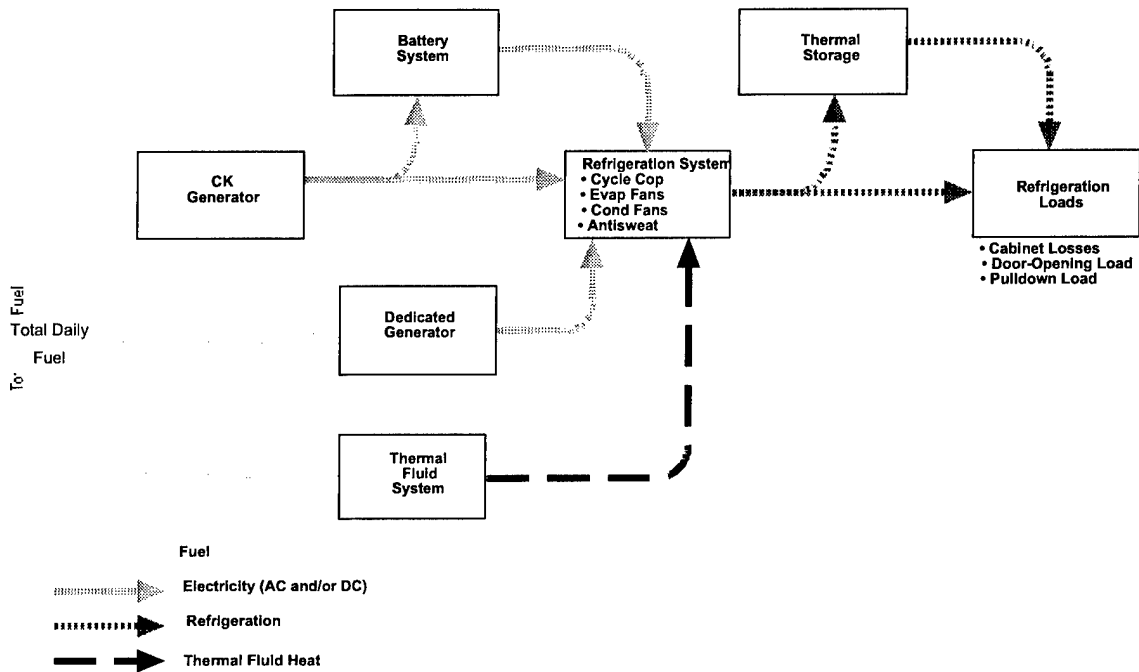 Battery
System
Thermal
Storage
CK
Generator
Refrigeration System
• Cycle Cop
• Evap Fans
• Cond Fans
• Antisweat
Refrigeration
Loads
• Cabinet Losses
• Door-Opening Load
• Pulldown Load
Dedicated
Generator
Fuel
Total Daily
Fuel
To
Thermal
Fluid
System
Fuel
Electricity (AC and/or DC)
Refrigeration
Thermal Fluid Heat